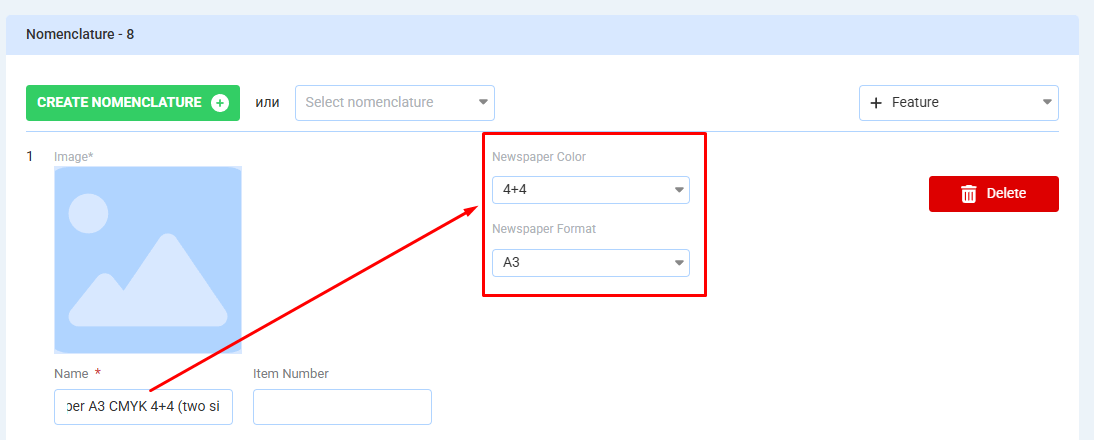 Nomenclature - 8
CREATE NOMENCLATURE или Select nomenclature + Feature
1 Image* Newspaper Color
4+4 Delete
Newspaper Format
A3
Name * Item Number
per A3 CMYK 4+4 (two si